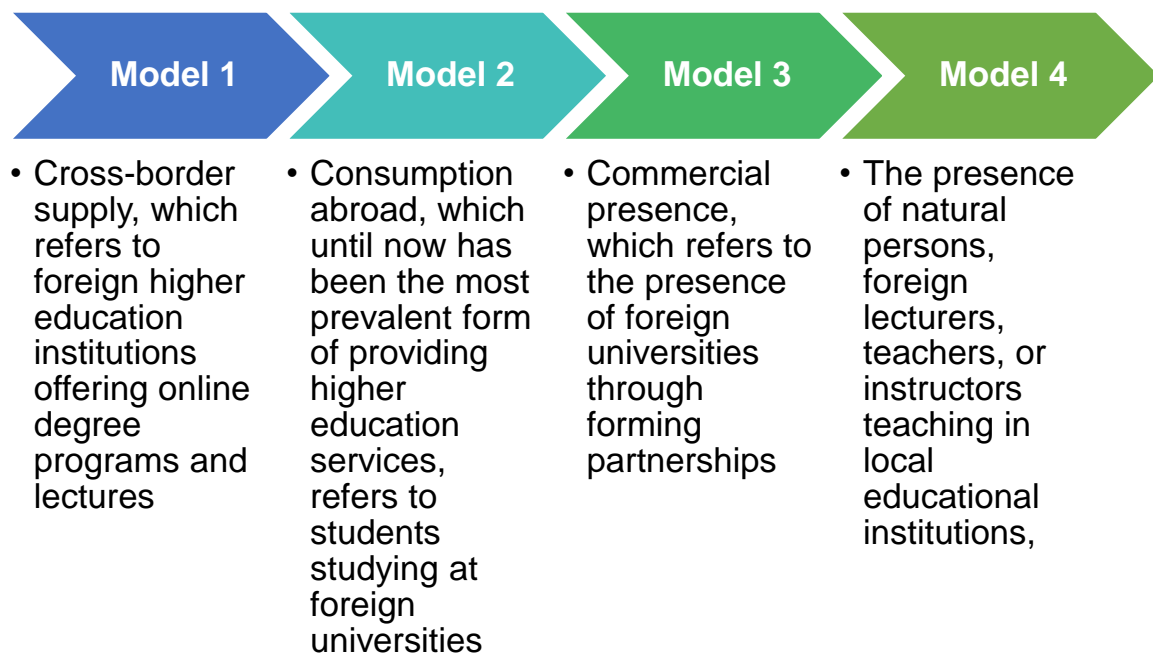 Model 1
Model 2
Model 3
Model 4
• Cross-border
supply, which
refers to
foreign higher
education
institutions
offering online
degree
programs and
lectures
• Consumption
abroad, which
until now has
been the most
prevalent form
of providing
higher
education
services,
refers to
students
studying at
foreign
universities
• Commercial
presence,
which refers to
the presence
of foreign
universities
through
forming
partnerships
• The presence
of natural
persons,
foreign
lecturers,
teachers, or
instructors
teaching in
local
educational
institutions,